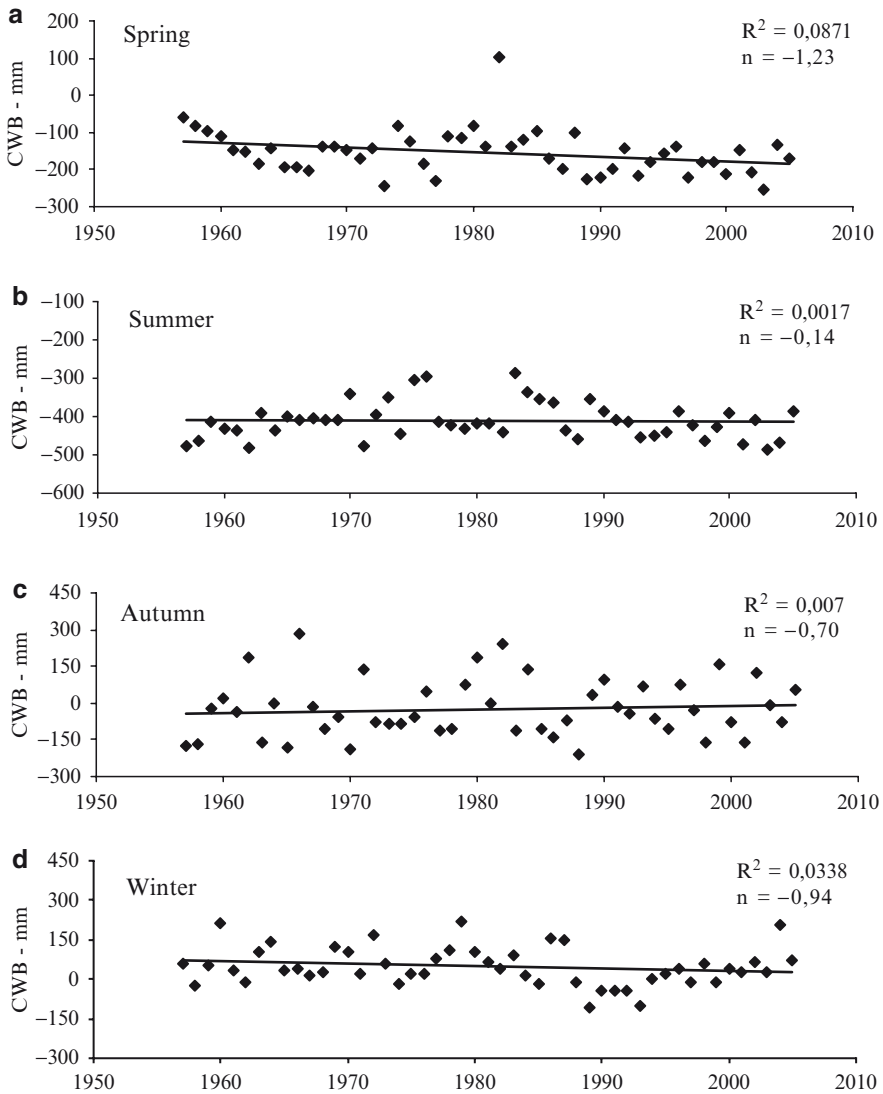 a
Spring
R² = 0,0871
n = −1,23
CWB - mm
200
100
0
−100
−200
−300
1950 1960 1970 1980 1990 2000 2010
b
Summer
R² = 0,0017
n = −0,14
CWB - mm
−100
−200
−300
−400
−500
−600
1950 1960 1970 1980 1990 2000 2010
c
Autumn
R² = 0,007
n = −0,70
CWB - mm
450
300
150
0
−150
−300
1950 1960 1970 1980 1990 2000 2010
d
Winter
R² = 0,0338
n = −0,94
CWB - mm
450
300
150
0
−150
−300
1950 1960 1970 1980 1990 2000 2010